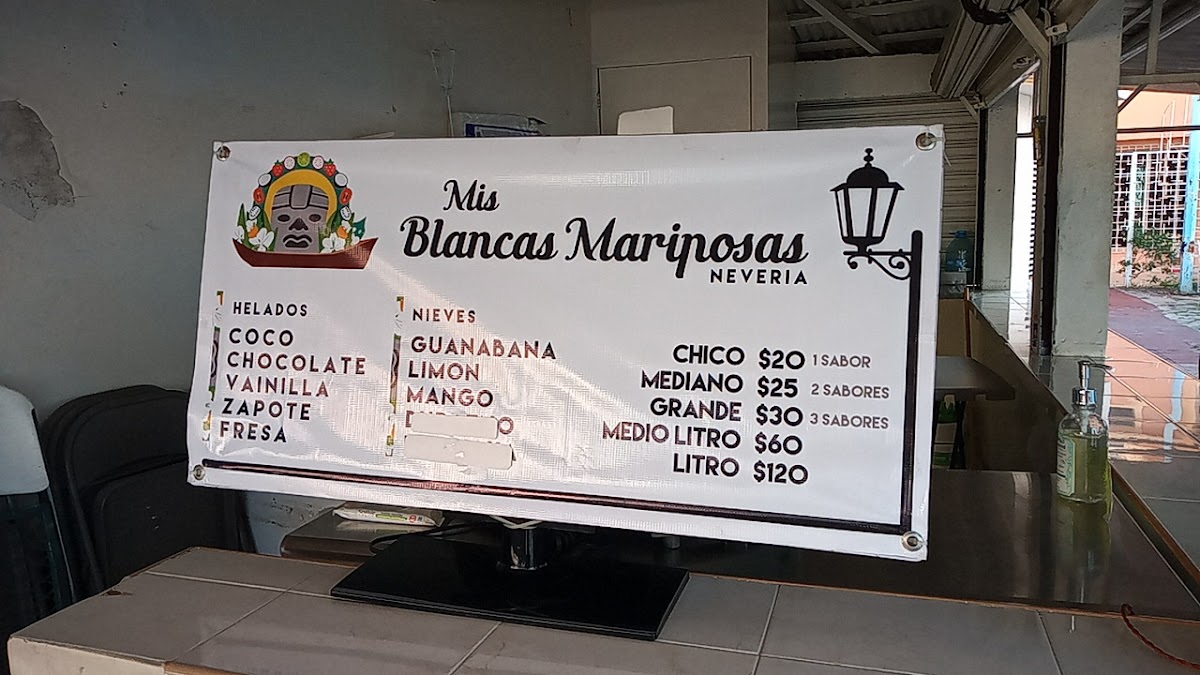 Mis
Blancas Mariposas
NEVERIA
HELADOS
COCO
CHOCOLATE
VAINILLA
ZAPOTE
FRESA
NIEVES
GUANABANA
LIMON
MANGO
CHICO $20 1 SABOR
MEDIANO $25 2 SABORES
GRANDE $30 3 SABORES
MEDIO LITRO $60
LITRO $120